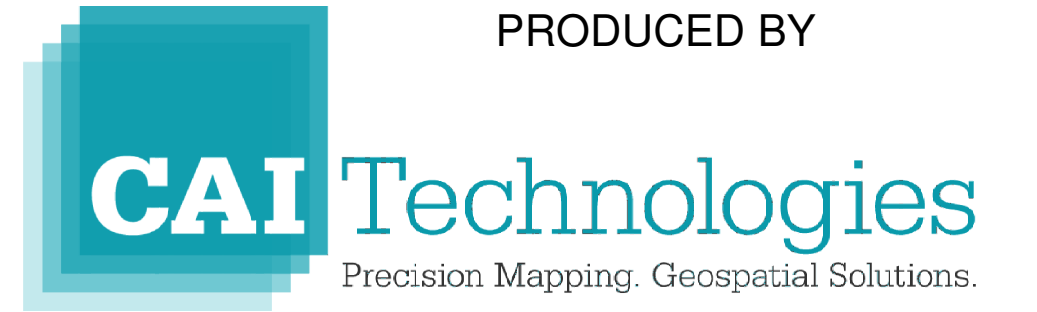 PRODUCED BY
CAI Technologies
Precision Mapping. Geospatial Solutions.